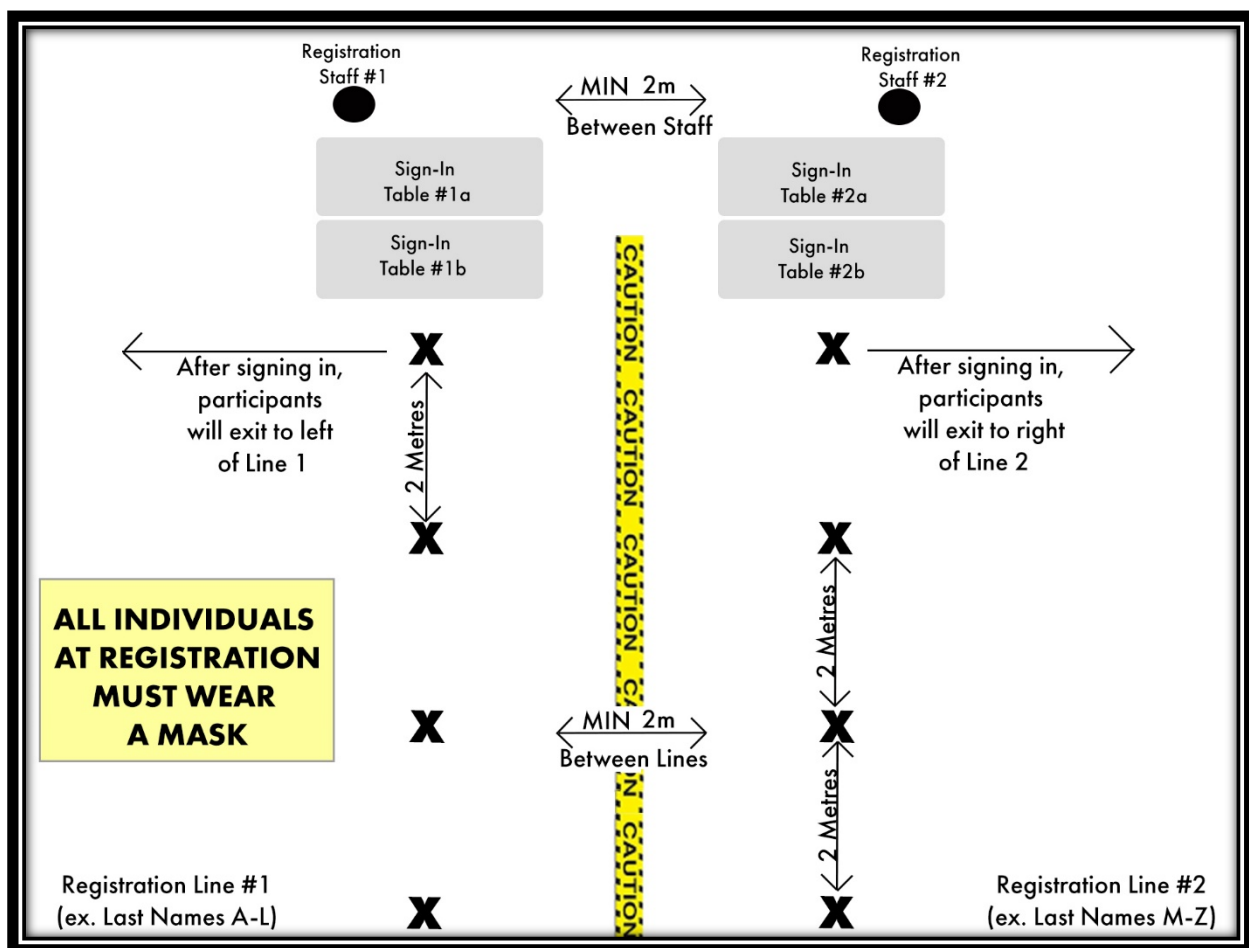 Registration
Staff #1
Registration
Staff #2
MIN 2m
Between Staff
Sign-In
Table #1a
Sign-In
Table #2a
Sign-In
Table #1b
Sign-In
Table #2b
CAUTION CAUTION CAUTION CAUTION
X
X
After signing in,
participants
will exit to left
of Line 1
After signing in,
participants
will exit to right
of Line 2
2 Metres
X
X
2 Metres
ALL INDIVIDUALS
AT REGISTRATION
MUST WEAR
A MASK
X
MIN 2m
Between Lines
X
2 Metres
CAUTION
Registration Line #1
(ex. Last Names A-L)
X
X
Registration Line #2
(ex. Last Names M-Z)